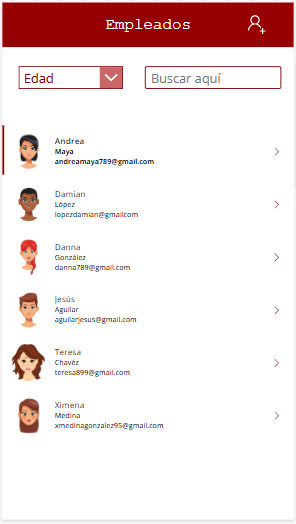 Empleados
Edad
Buscar aquí
Andrea
Maya
andreamaya789@gmail.com
Damian
López
lopezdamian@gmailcom
Danna
González
danna789@gmail.com
Jesús
Aguilar
aguilarjesus@gmail.com
Teresa
Chavéz
teresa899@gmail.com
Ximena
Medina
xmedinagonzalez95@gmail.com